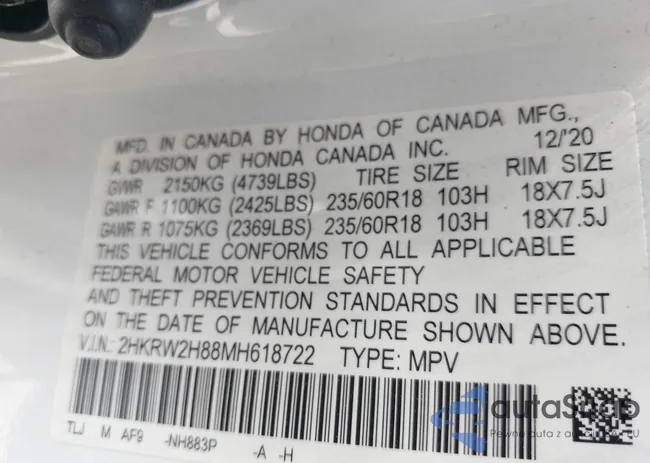 MFD. IN CANADA BY HONDA OF CANADA MFG.,
A DIVISION OF HONDA CANADA INC. 12/'20
GVWR 2150KG (4739LBS) TIRE SIZE RIM SIZE
GAWR F 1100KG (2425LBS) 235/60R18 103H 18X7.5J
GAWR R 1075KG (2369LBS) 235/60R18 103H 18X7.5J
THIS VEHICLE CONFORMS TO ALL APPLICABLE
FEDERAL MOTOR VEHICLE SAFETY
AND THEFT PREVENTION STANDARDS IN EFFECT
ON THE DATE OF MANUFACTURE SHOWN ABOVE.
V.I.N.: 2HKRW2H88MH618722 TYPE: MPV
TLJ M AF9 -NH883P -A -H